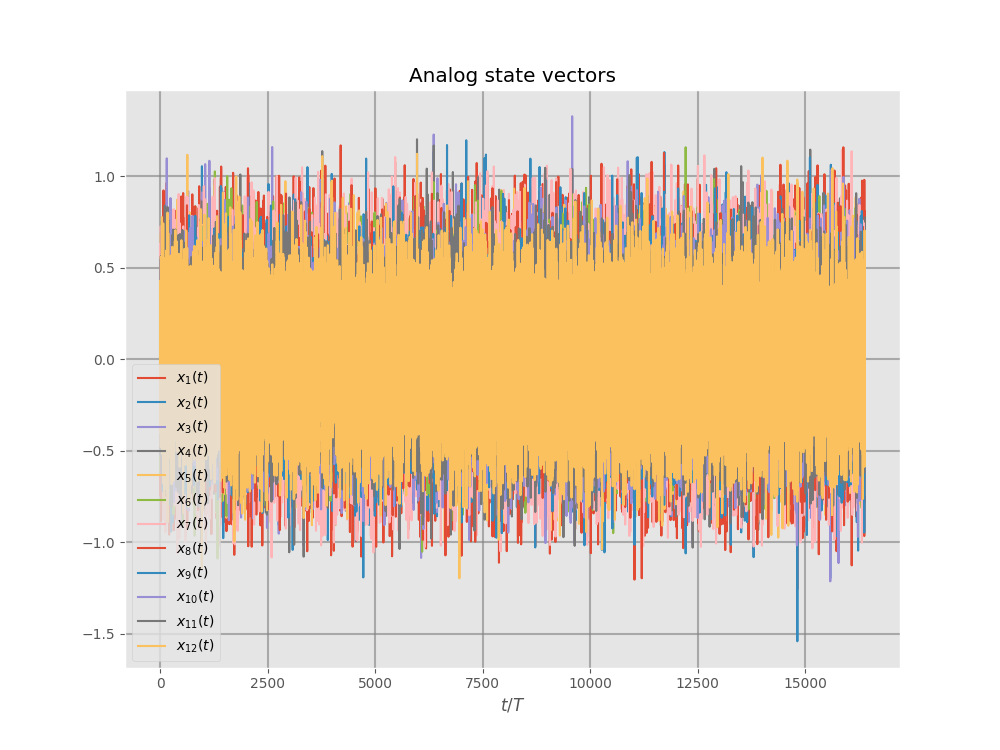 Analog state vectors
1.0
0.5
0.0
−0.5
−1.0
−1.5
x₁(t)
x₂(t)
x₃(t)
x₄(t)
x₅(t)
x₆(t)
x₇(t)
x₈(t)
x₉(t)
x₁₀(t)
x₁₁(t)
x₁₂(t)
0 2500 5000 7500 10000 12500 15000
t/T